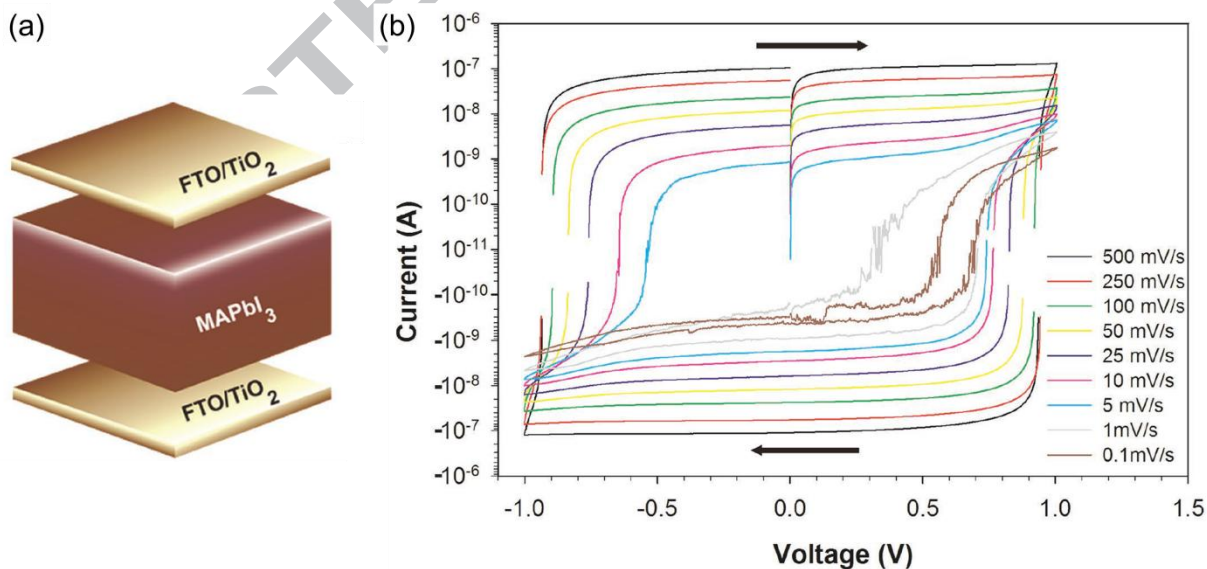 (a)
FTO/TiO2
MAPbI3
FTO/TiO2
(b)
10^-6
10^-7
10^-8
10^-9
10^-10
10^-11
-10^-10
-10^-9
-10^-8
-10^-7
-10^-6
Current (A)
500 mV/s
250 mV/s
100 mV/s
50 mV/s
25 mV/s
10 mV/s
5 mV/s
1mV/s
0.1mV/s
-1.0 -0.5 0.0 0.5 1.0 1.5
Voltage (V)